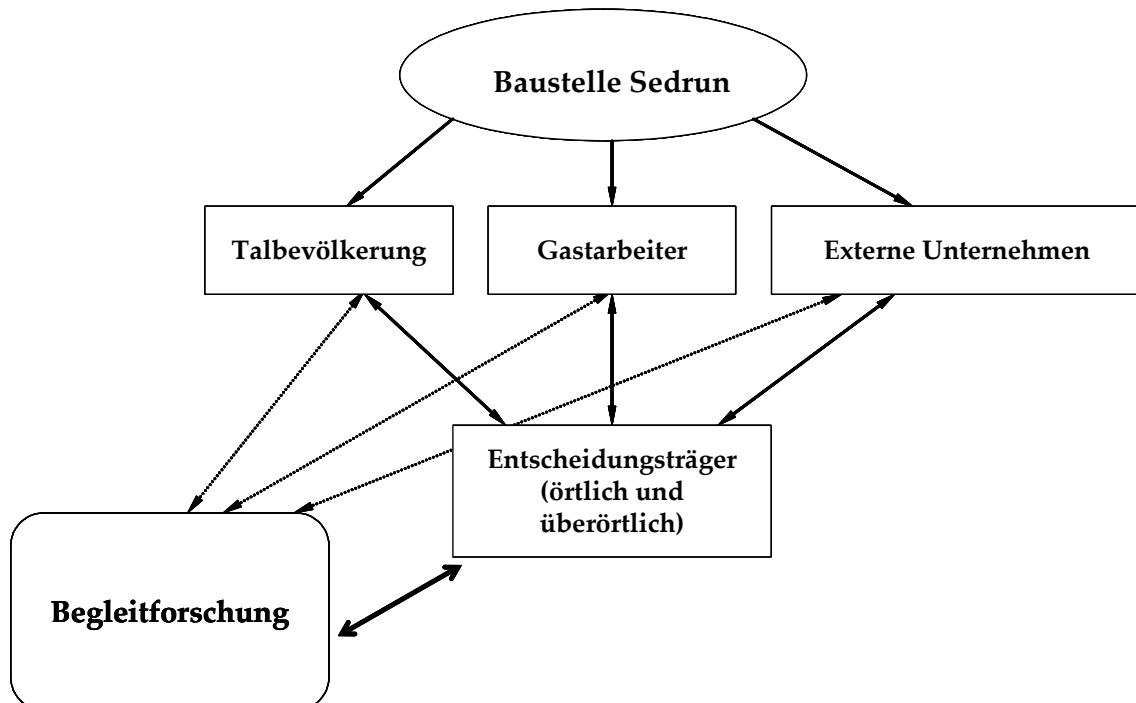 Baustelle Sedrun
Talbevölkerung
Gastarbeiter
Externe Unternehmen
Entscheidungsträger
(örtlich und
überörtlich)
Begleitforschung